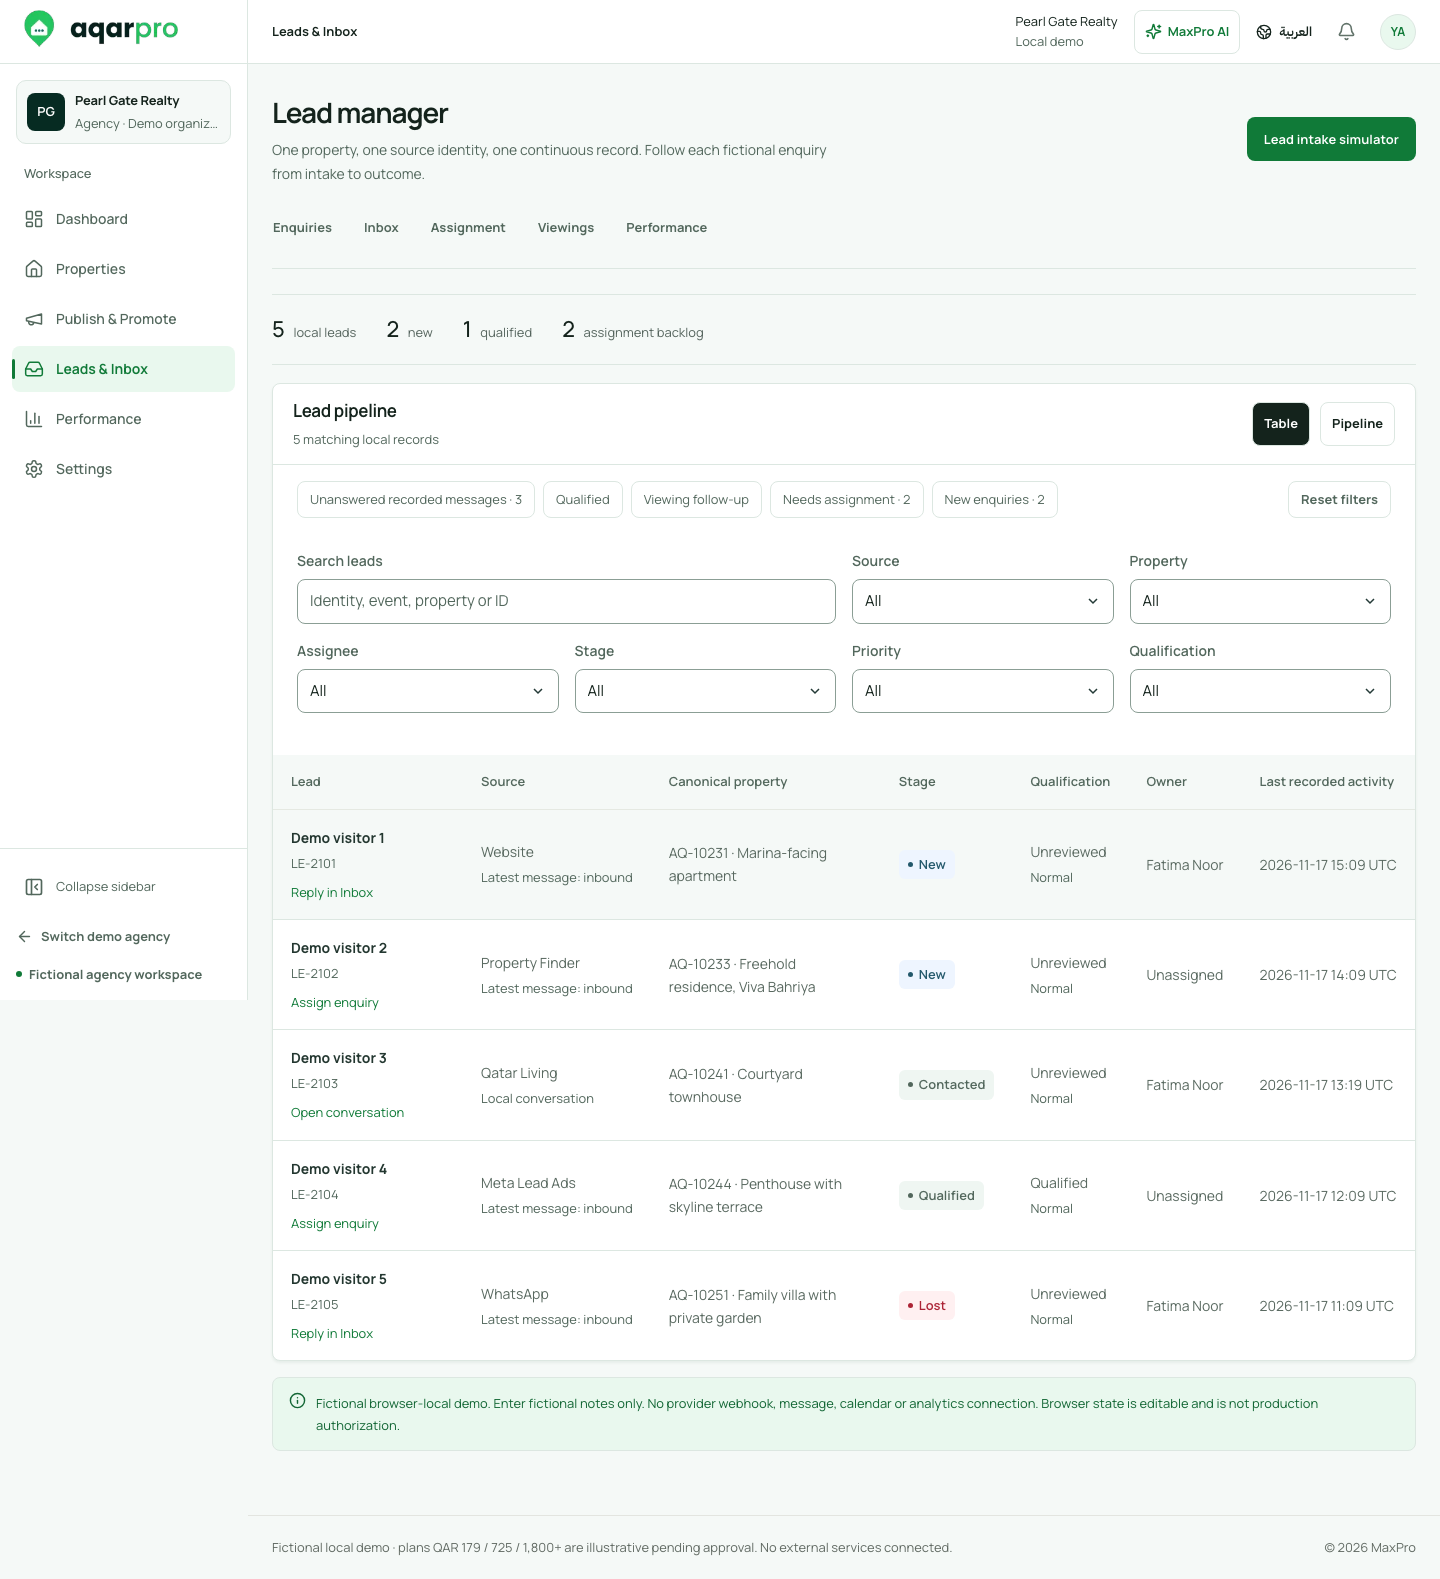 aqarpro
Leads & Inbox
Pearl Gate Realty
Local demo
MaxPro AI
العربية
YA
PG
Pearl Gate Realty
Agency · Demo organiz...
Workspace
Dashboard
Properties
Publish & Promote
Leads & Inbox
Performance
Settings
Collapse sidebar
Switch demo agency
Fictional agency workspace
Lead manager
One property, one source identity, one continuous record. Follow each fictional enquiry
from intake to outcome.
Lead intake simulator
Enquiries Inbox Assignment Viewings Performance
5 local leads 2 new 1 qualified 2 assignment backlog
Lead pipeline
5 matching local records
Table Pipeline
Unanswered recorded messages · 3 Qualified Viewing follow-up Needs assignment · 2 New enquiries · 2 Reset filters
Search leads Source Property
Identity, event, property or ID All All
Assignee Stage Priority Qualification
All All All All
Lead Source Canonical property Stage Qualification Owner Last recorded activity
Demo visitor 1
LE-2101
Reply in Inbox
Website
Latest message: inbound
AQ-10231 · Marina-facing
apartment
New
Unreviewed
Normal
Fatima Noor
2026-11-17 15:09 UTC
Demo visitor 2
LE-2102
Assign enquiry
Property Finder
Latest message: inbound
AQ-10233 · Freehold
residence, Viva Bahriya
New
Unreviewed
Normal
Unassigned
2026-11-17 14:09 UTC
Demo visitor 3
LE-2103
Open conversation
Qatar Living
Local conversation
AQ-10241 · Courtyard
townhouse
Contacted
Unreviewed
Normal
Fatima Noor
2026-11-17 13:19 UTC
Demo visitor 4
LE-2104
Assign enquiry
Meta Lead Ads
Latest message: inbound
AQ-10244 · Penthouse with
skyline terrace
Qualified
Qualified
Normal
Unassigned
2026-11-17 12:09 UTC
Demo visitor 5
LE-2105
Reply in Inbox
WhatsApp
Latest message: inbound
AQ-10251 · Family villa with
private garden
Lost
Unreviewed
Normal
Fatima Noor
2026-11-17 11:09 UTC
Fictional browser-local demo. Enter fictional notes only. No provider webhook, message, calendar or analytics connection. Browser state is editable and is not production
authorization.
Fictional local demo · plans QAR 179 / 725 / 1,800+ are illustrative pending approval. No external services connected.
© 2026 MaxPro